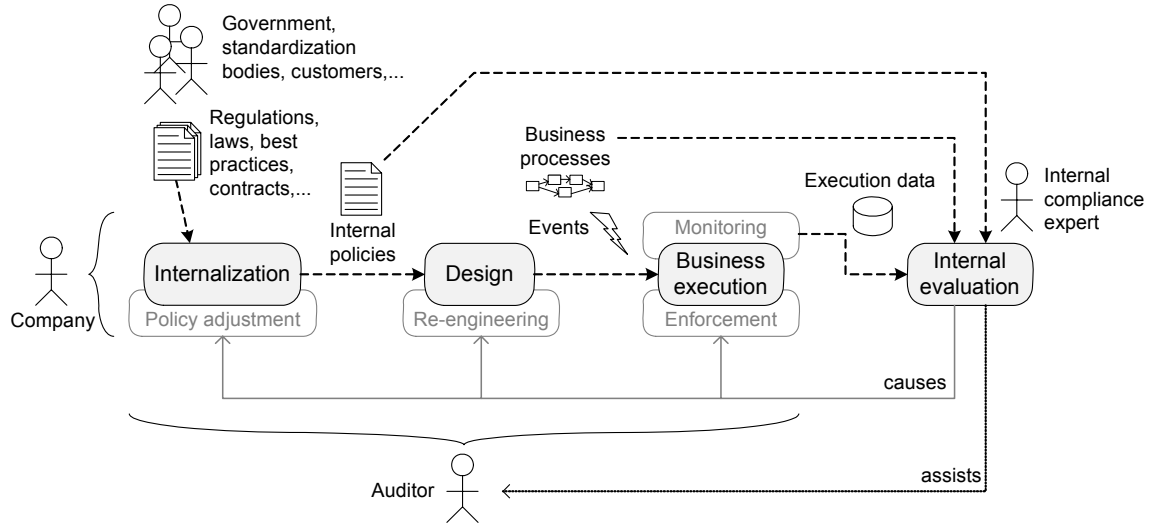 Government,
standardization
bodies, customers,...
Regulations,
laws, best
practices,
contracts,...
Internal
policies
Business
processes
Events
Execution data
Internal
compliance
expert
Company
Internalization
Policy adjustment
Design
Re-engineering
Monitoring
Business
execution
Enforcement
Internal
evaluation
causes
assists
Auditor